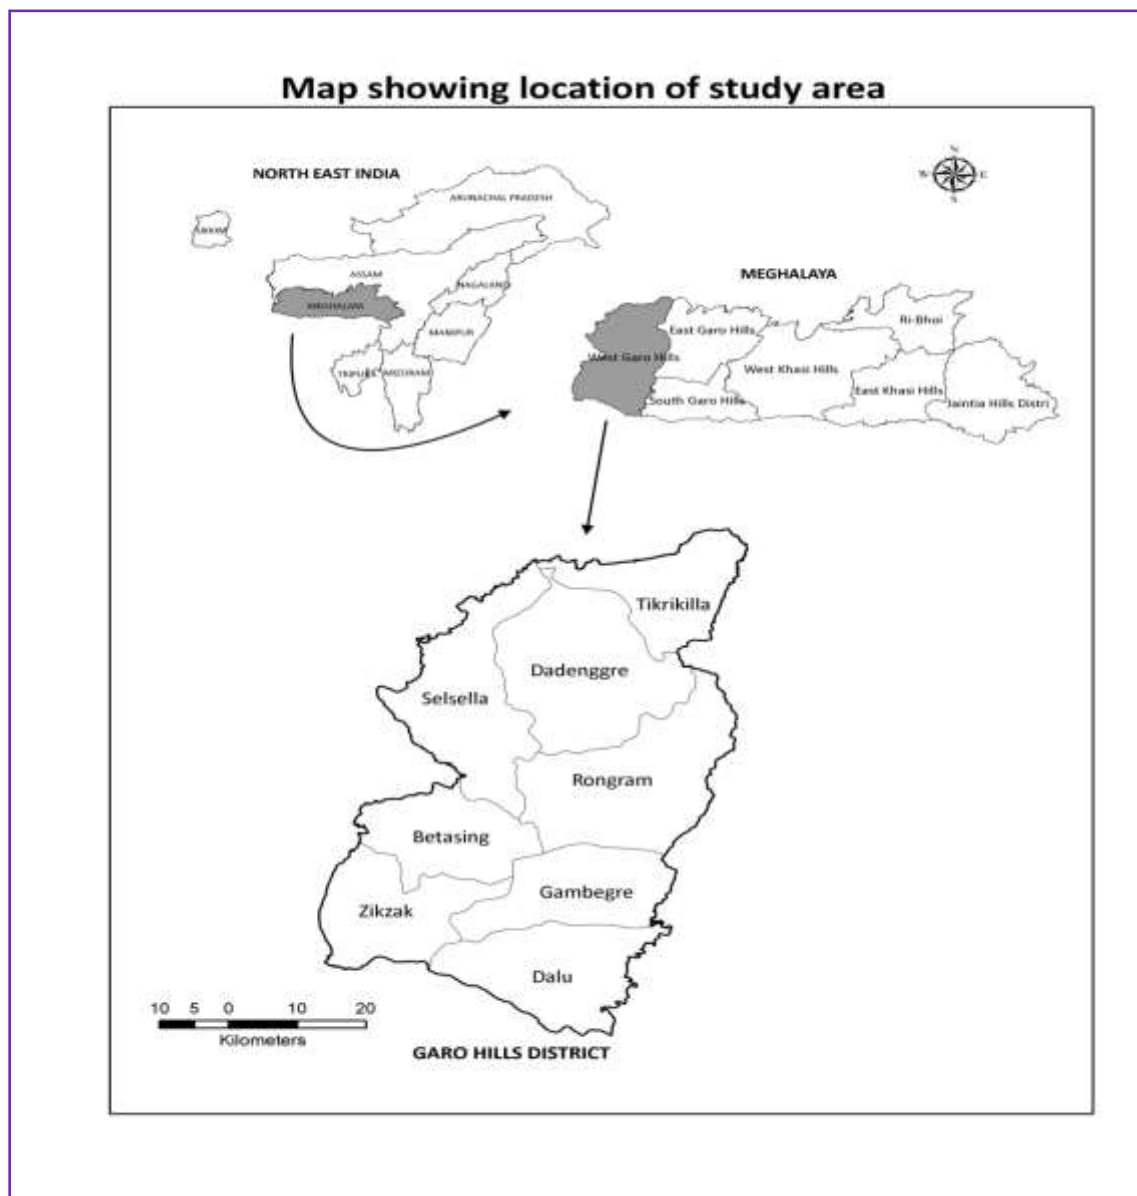 Map showing location of study area
NORTH EAST INDIA
N
W E
S
ARUNACHAL PRADESH
SIKKIM
ASSAM
MEGHALAYA
NAGALAND
MANIPUR
TRIPURA
MIZORAM
MEGHALAYA
Ri-Bhoi
East Garo Hills
West Garo Hills
West Khasi Hills
East Khasi Hills
South Garo Hills
Jaintia Hills Distri
Tikrikilla
Dadenggre
Selsella
Rongram
Betasing
Gambegre
Zikzak
Dalu
10 5 0 10 20
Kilometers
GARO HILLS DISTRICT